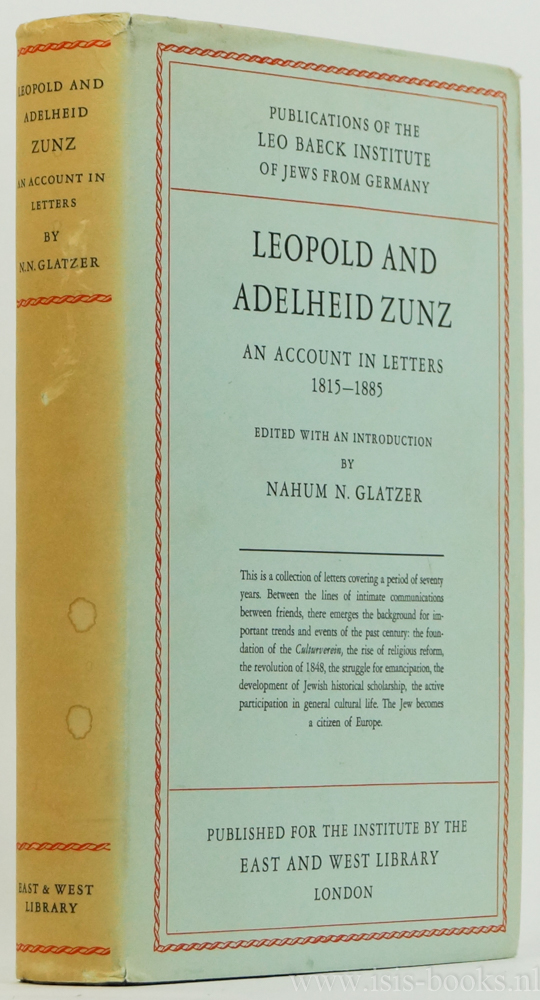 LEOPOLD AND
ADELHEID
ZUNZ
AN ACCOUNT IN
LETTERS
BY
N.N. GLATZER
EAST & WEST
LIBRARY
PUBLICATIONS OF THE
LEO BAECK INSTITUTE
OF JEWS FROM GERMANY
LEOPOLD AND
ADELHEID ZUNZ
AN ACCOUNT IN LETTERS
1815–1885
EDITED WITH AN INTRODUCTION
BY
NAHUM N. GLATZER
This is a collection of letters covering a period of seventy
years. Between the lines of intimate communications
between friends, there emerges the background for im-
portant trends and events of the past century: the foun-
dation of the Culturverein, the rise of religious reform,
the revolution of 1848, the struggle for emancipation, the
development of Jewish historical scholarship, the active
participation in general cultural life. The Jew becomes
a citizen of Europe.
PUBLISHED FOR THE INSTITUTE BY THE
EAST AND WEST LIBRARY
LONDON
www.isis-books.nl